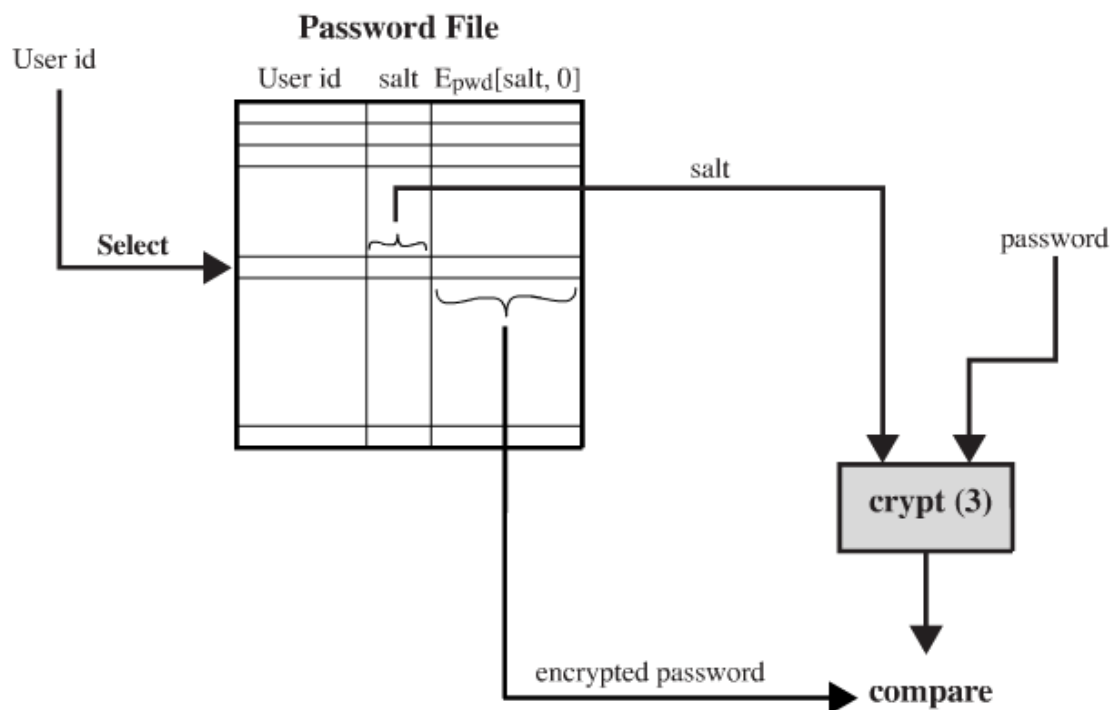 Password File
User id
User id salt Epwd[salt, 0]
salt
Select
password
crypt (3)
encrypted password
compare